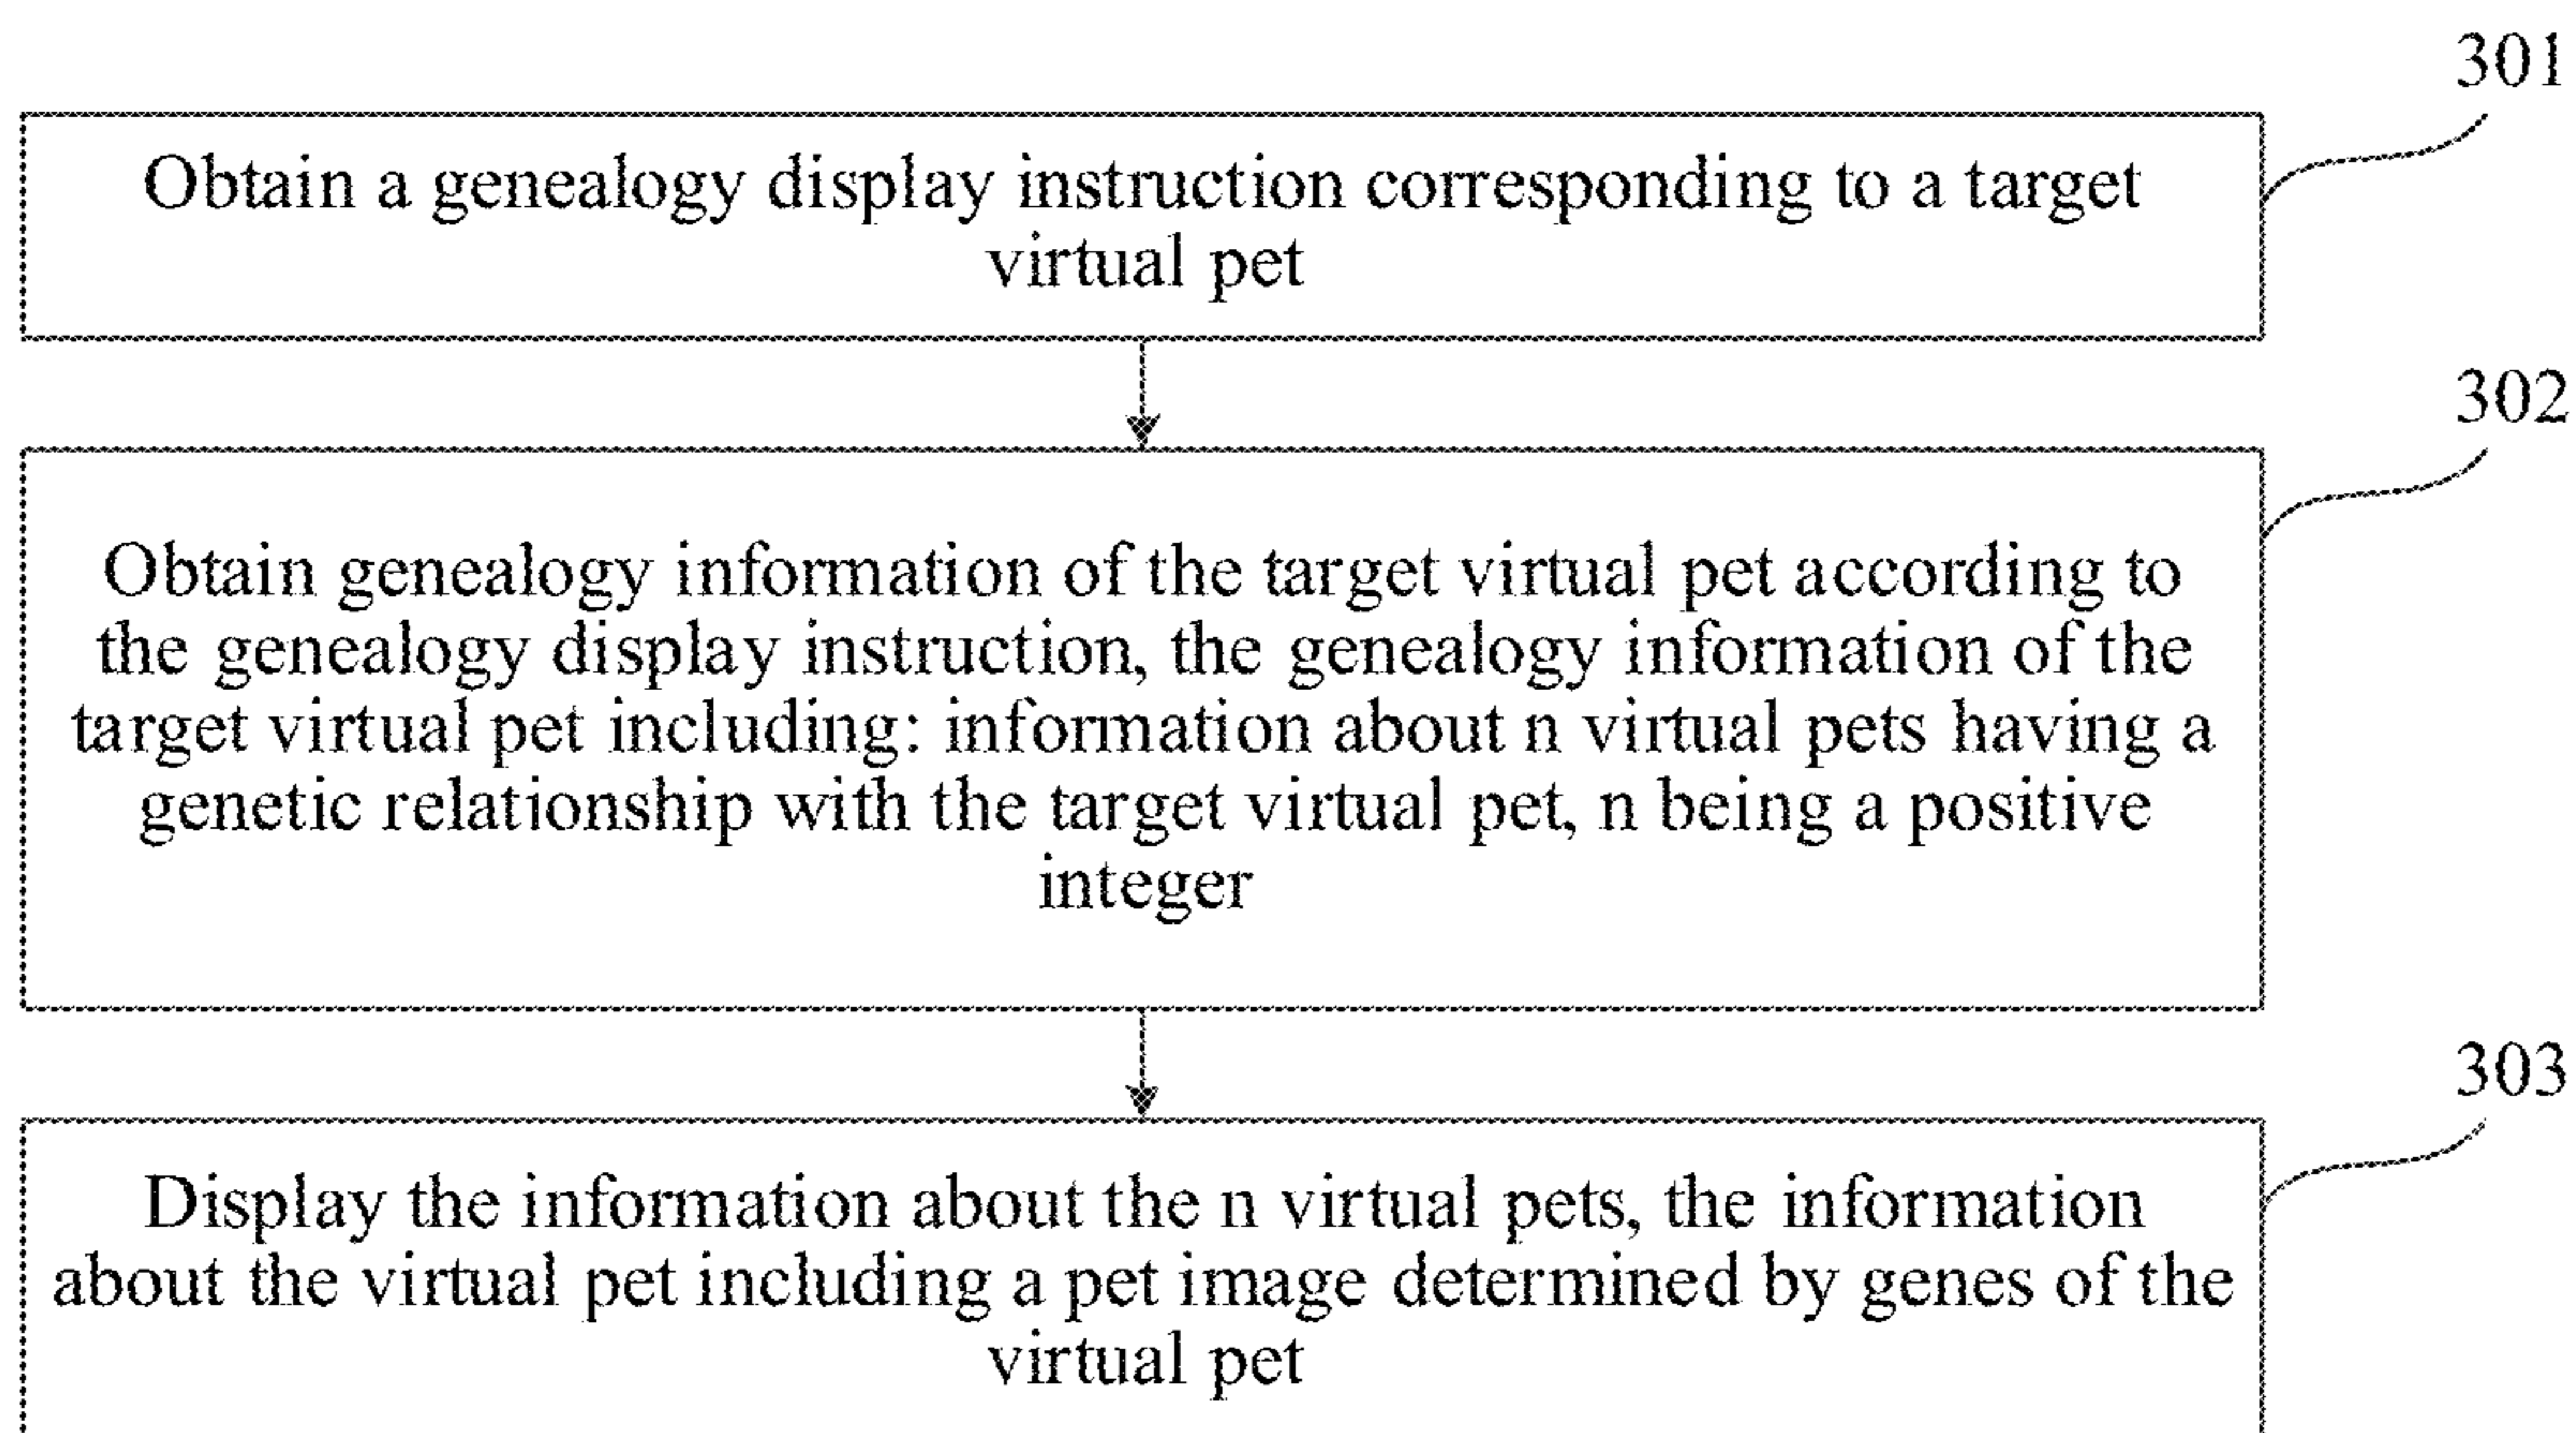 301
Obtain a genealogy display instruction corresponding to a target
virtual pet
302
Obtain genealogy information of the target virtual pet according to
the genealogy display instruction, the genealogy information of the
target virtual pet including: information about n virtual pets having a
genetic relationship with the target virtual pet, n being a positive
integer
303
Display the information about the n virtual pets, the information
about the virtual pet including a pet image determined by genes of the
virtual pet